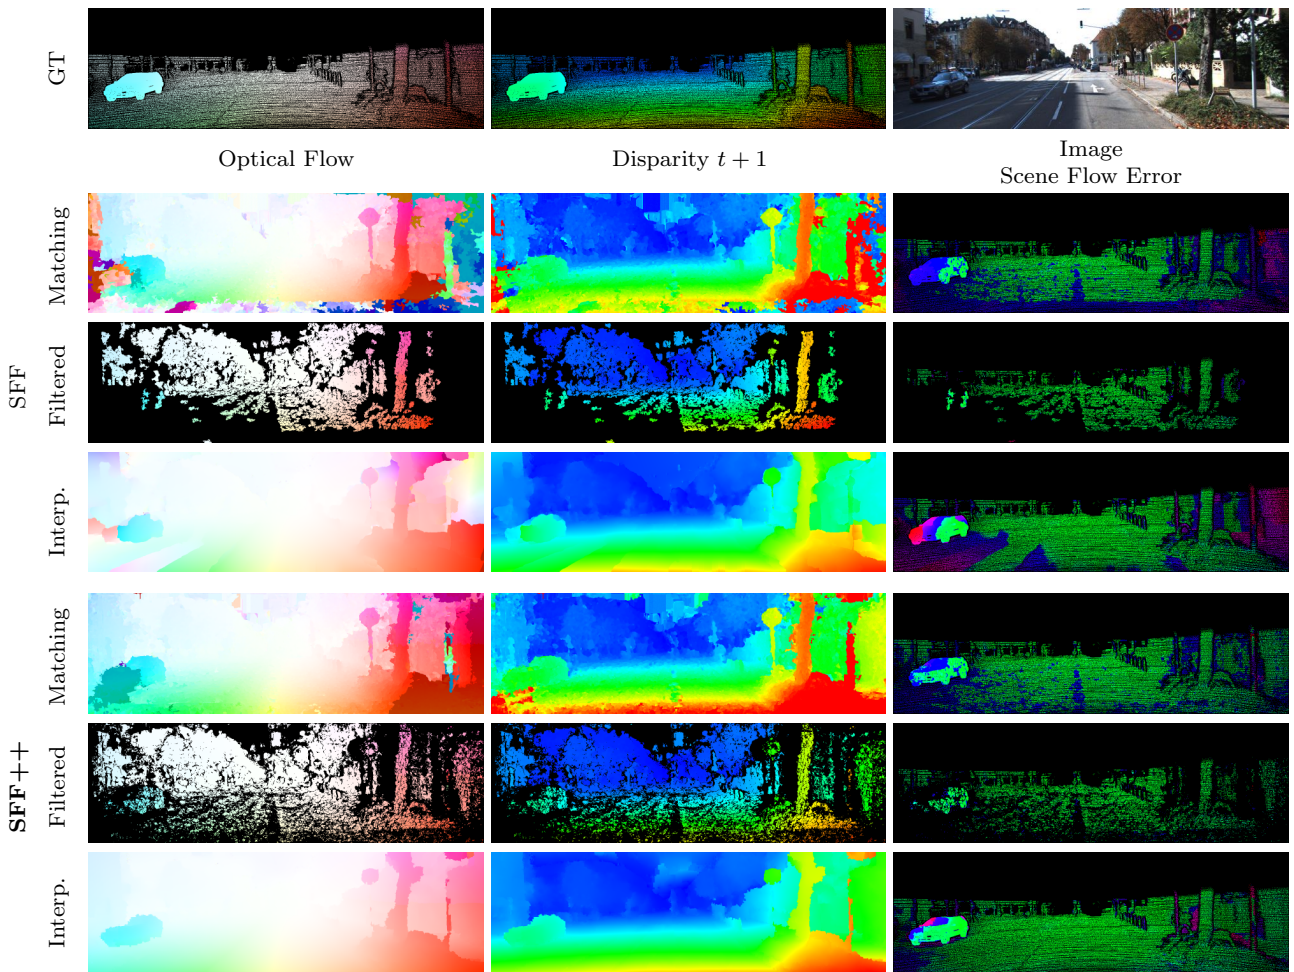 GT
Optical Flow
Disparity t + 1
Image
Scene Flow Error
SFF
Matching
Filtered
Interp.
SFF++
Matching
Filtered
Interp.